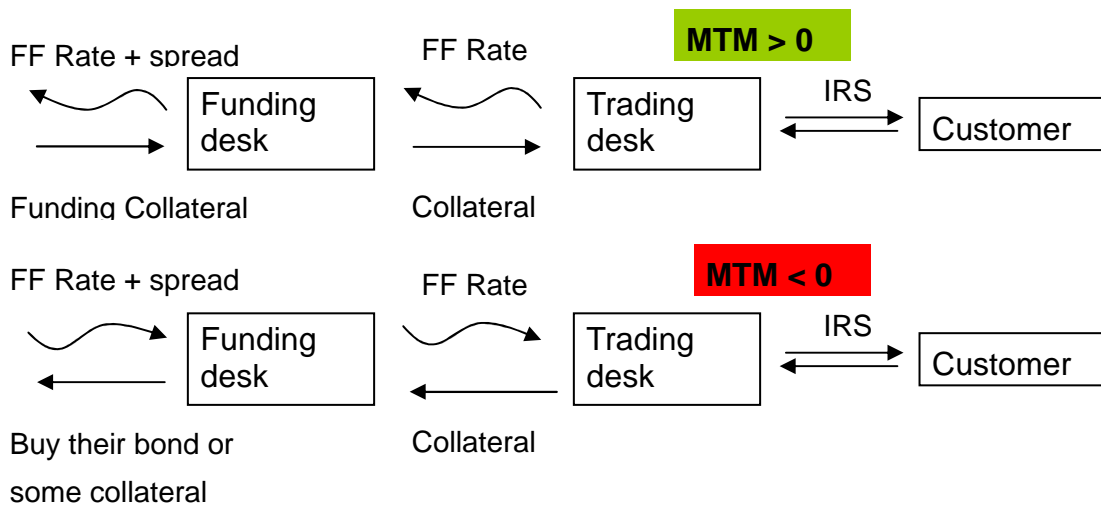 MTM > 0
FF Rate + spread
FF Rate
IRS
Funding
desk
Trading
desk
Customer
Funding Collateral
Collateral
MTM < 0
FF Rate + spread
FF Rate
IRS
Funding
desk
Trading
desk
Customer
Buy their bond or
some collateral
Collateral